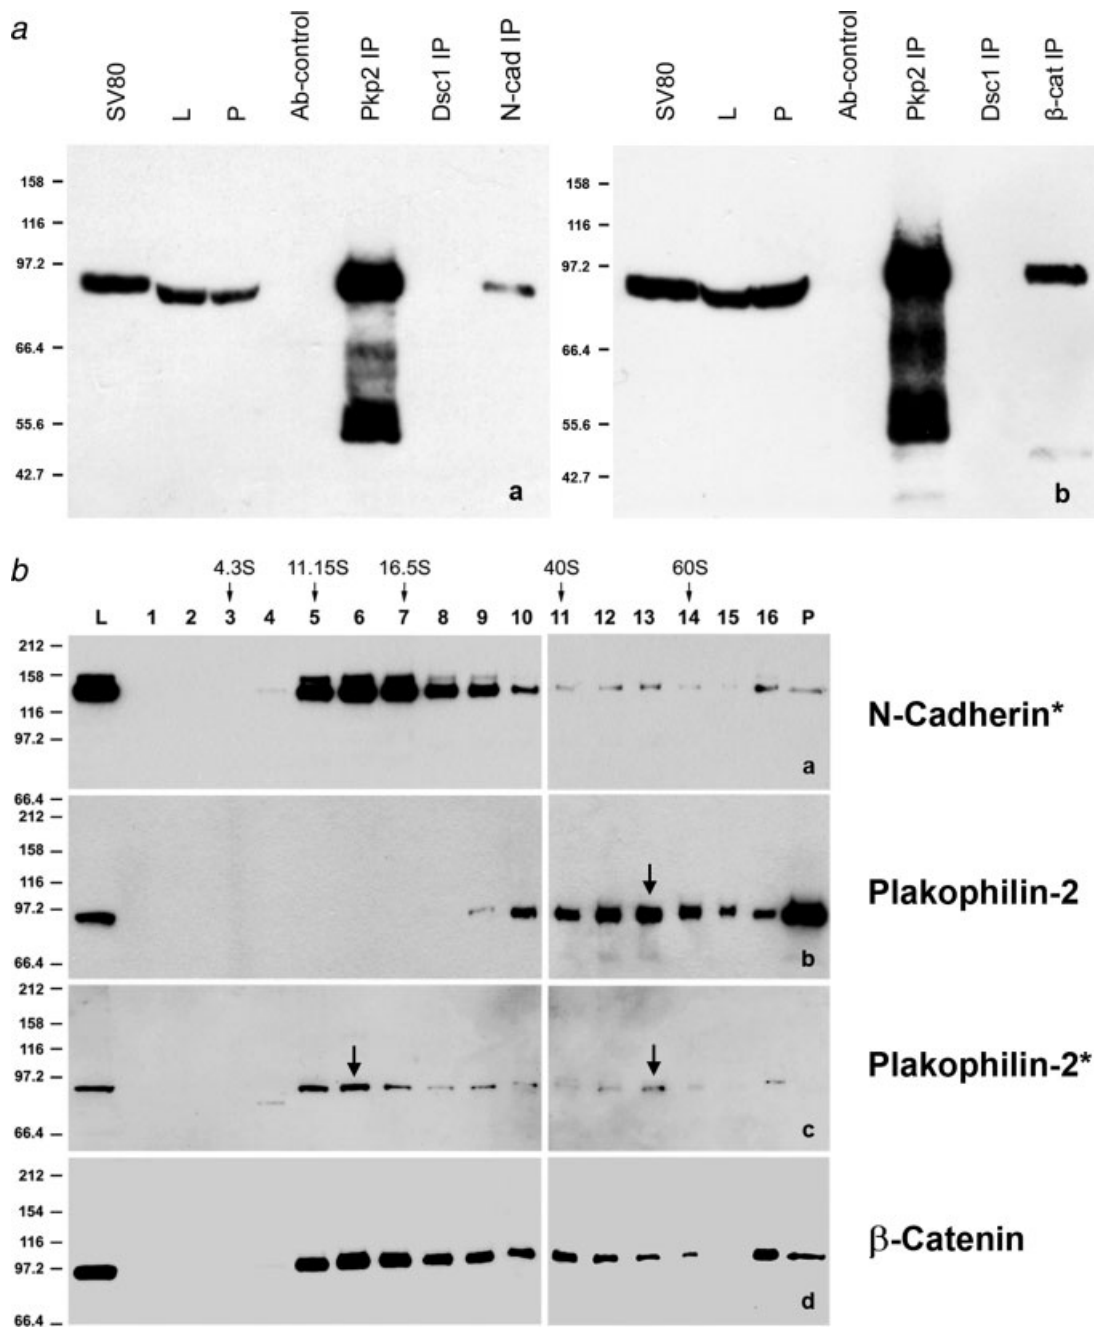 a
SV80 L P Ab-control Pkp2 IP Dsc1 IP N-cad IP SV80 L P Ab-control Pkp2 IP Dsc1 IP β-cat IP
158 158
116 116
97.2 97.2
66.4 66.4
55.6 55.6
42.7 42.7
a b
b
4.3S 11.15S 16.5S 40S 60S
L 1 2 3 4 5 6 7 8 9 10 11 12 13 14 15 16 P
212
158
116
97.2
66.4
N-Cadherin*
a
212
158
116
97.2
66.4
Plakophilin-2
b
212
158
116
97.2
66.4
Plakophilin-2*
c
212
154
116
97.2
66.4
β-Catenin
d